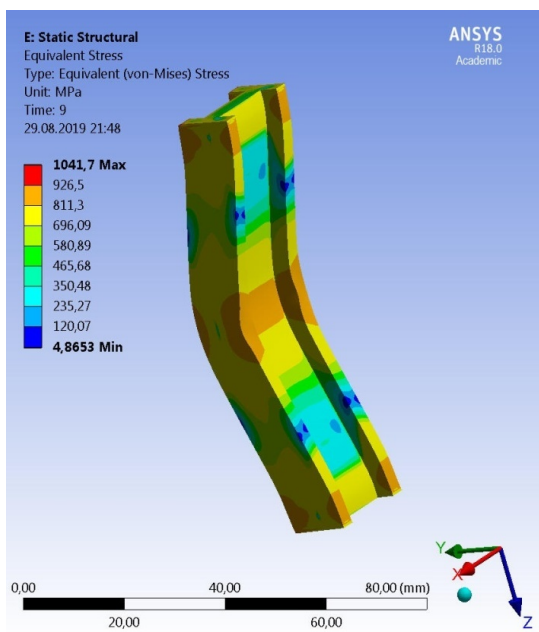 E: Static Structural
Equivalent Stress
Type: Equivalent (von-Mises) Stress
Unit: MPa
Time: 9
29.08.2019 21:48
ANSYS
R18.0
Academic
1041,7 Max
926,5
811,3
696,09
580,89
465,68
350,48
235,27
120,07
4,8653 Min
Y
X
Z
0,00 40,00 80,00 (mm)
20,00 60,00